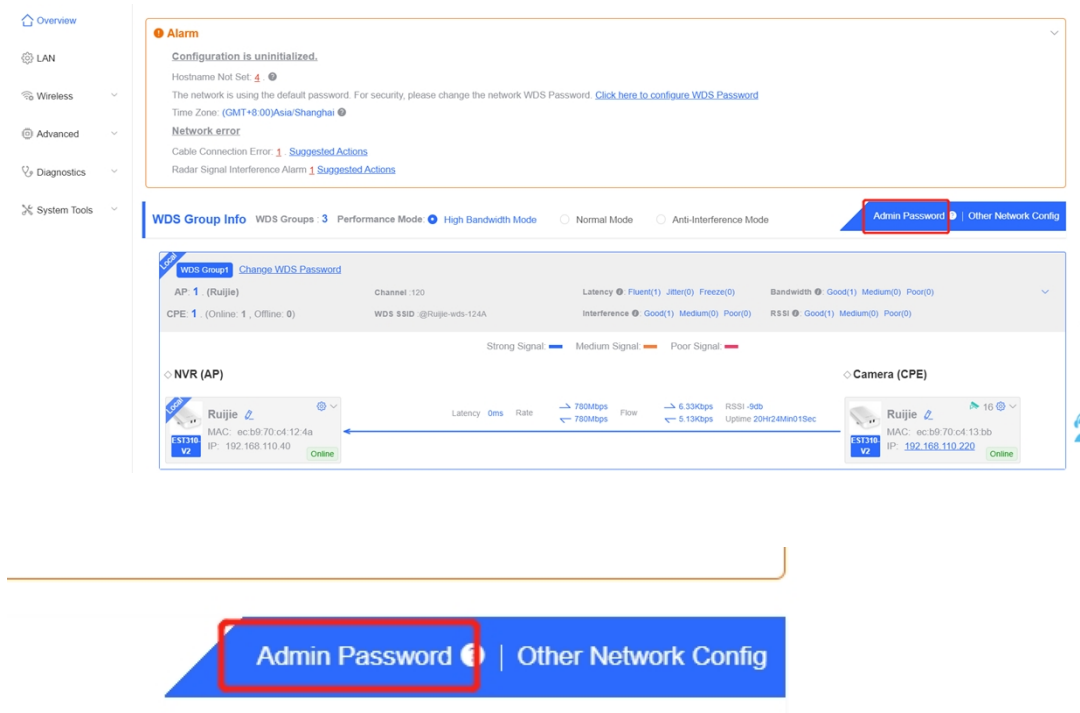 Overview
LAN
Wireless
Advanced
Diagnostics
System Tools
Alarm
Configuration is uninitialized.
Hostname Not Set: 4 .
The network is using the default password. For security, please change the network WDS Password. Click here to configure WDS Password
Time Zone: (GMT+8:00)Asia/Shanghai
Network error
Cable Connection Error: 1 . Suggested Actions
Radar Signal Interference Alarm 1 Suggested Actions
WDS Group Info WDS Groups : 3 Performance Mode: High Bandwidth Mode Normal Mode Anti-Interference Mode Admin Password | Other Network Config
Local
WDS Group1 Change WDS Password
AP: 1 . (Ruijie) Channel :120 Latency : Fluent(1) Jitter(0) Freeze(0) Bandwidth : Good(1) Medium(0) Poor(0)
CPE: 1 . (Online: 1 , Offline: 0) WDS SSID :@Ruijie-wds-124A Interference : Good(1) Medium(0) Poor(0) RSSI : Good(1) Medium(0) Poor(0)
Strong Signal: Medium Signal: Poor Signal:
NVR (AP) Camera (CPE)
Local
Ruijie
MAC: ec:b9:70:c4:12:4a
IP: 192.168.110.40
EST310-V2
Online
Latency 0ms Rate 780Mbps 780Mbps Flow 6.33Kbps 5.13Kbps RSSI -9db
Uptime 20Hr24Min01Sec
Ruijie 16
MAC: ec:b9:70:c4:13:bb
IP: 192.168.110.220
EST310-V2
Online
Admin Password ? | Other Network Config